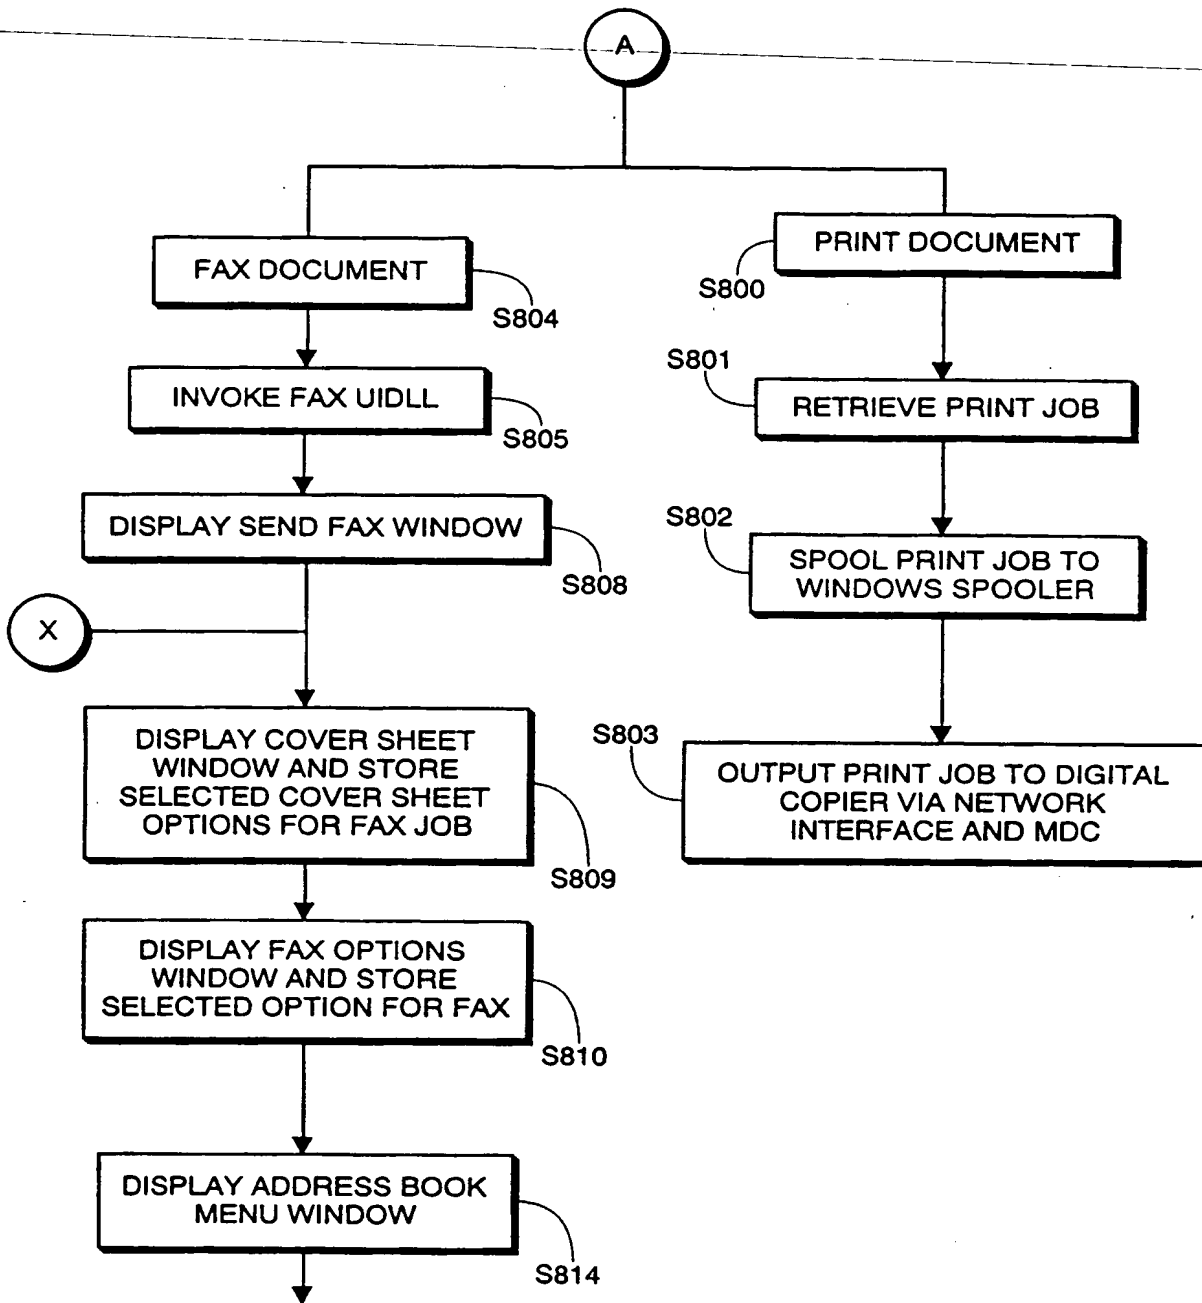 A
FAX DOCUMENT
S804
INVOKE FAX UIDLL
S805
DISPLAY SEND FAX WINDOW
S808
X
DISPLAY COVER SHEET
WINDOW AND STORE
SELECTED COVER SHEET
OPTIONS FOR FAX JOB
S809
DISPLAY FAX OPTIONS
WINDOW AND STORE
SELECTED OPTION FOR FAX
S810
DISPLAY ADDRESS BOOK
MENU WINDOW
S814
PRINT DOCUMENT
S800
S801
RETRIEVE PRINT JOB
S802
SPOOL PRINT JOB TO
WINDOWS SPOOLER
S803
OUTPUT PRINT JOB TO DIGITAL
COPIER VIA NETWORK
INTERFACE AND MDC